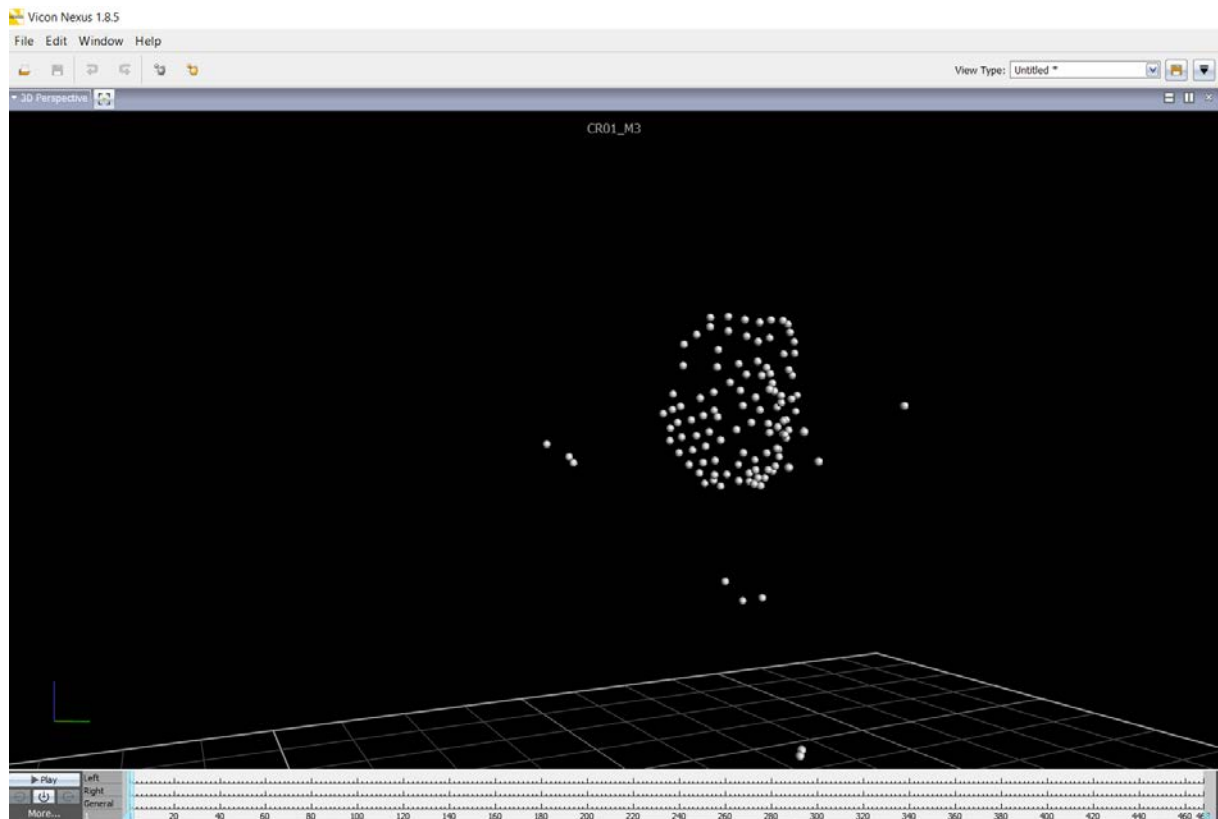 Vicon Nexus 1.8.5
File Edit Window Help
View Type: Untitled *
3D Perspective
CR01_M3
Play
Left
Right
General
More...
1 20 40 60 80 100 120 140 160 180 200 220 240 260 280 300 320 340 360 380 400 420 440 460